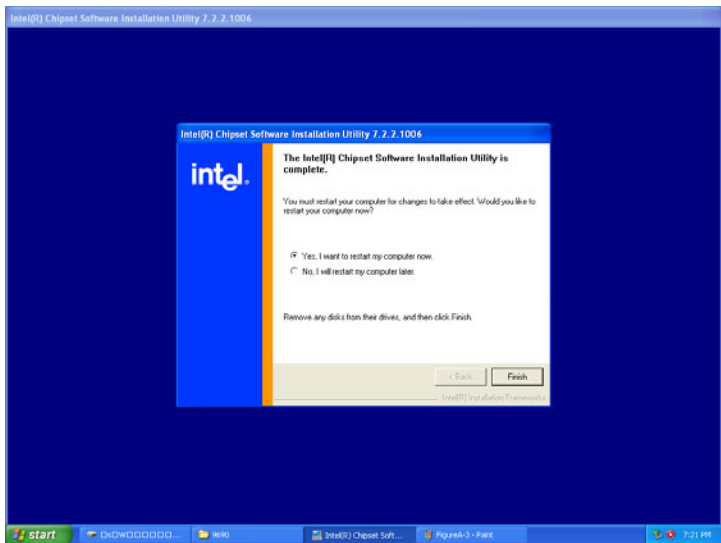 Intel(R) Chipset Software Installation Utility 7.2.2.1006
Intel(R) Chipset Software Installation Utility 7.2.2.1006
intel.
The Intel(R) Chipset Software Installation Utility is
complete.
You must restart your computer for changes to take effect. Would you like to
restart your computer now?
Yes, I want to restart my computer now.
No, I will restart my computer later.
Remove any disks from their drives, and then click Finish.
< Back
Finish
Intel(R) Installation Frameworks
start
9690
Intel(R) Chipset Soft...
FigureA-3 - Paint
7:21 PM